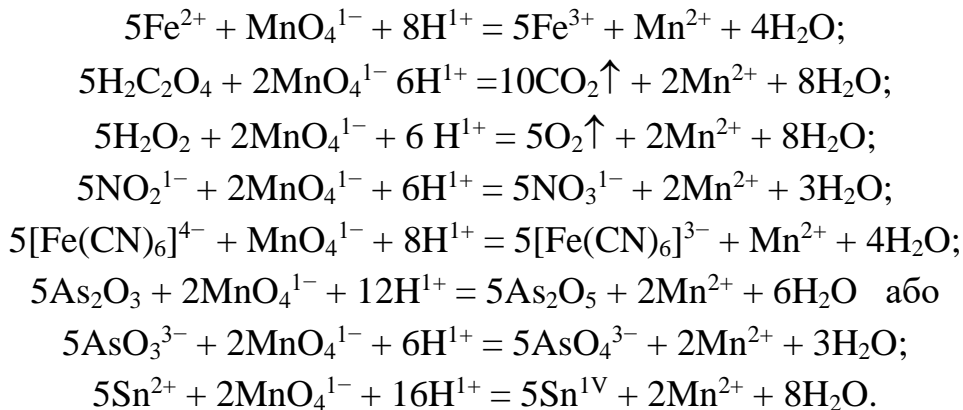 5Fe²⁺ + MnO₄¹⁻ + 8H¹⁺ = 5Fe³⁺ + Mn²⁺ + 4H₂O;
5H₂C₂O₄ + 2MnO₄¹⁻ 6H¹⁺ =10CO₂↑ + 2Mn²⁺ + 8H₂O;
5H₂O₂ + 2MnO₄¹⁻ + 6 H¹⁺ = 5O₂↑ + 2Mn²⁺ + 8H₂O;
5NO₂¹⁻ + 2MnO₄¹⁻ + 6H¹⁺ = 5NO₃¹⁻ + 2Mn²⁺ + 3H₂O;
5[Fe(CN)₆]⁴⁻ + MnO₄¹⁻ + 8H¹⁺ = 5[Fe(CN)₆]³⁻ + Mn²⁺ + 4H₂O;
5As₂O₃ + 2MnO₄¹⁻ + 12H¹⁺ = 5As₂O₅ + 2Mn²⁺ + 6H₂O або
5AsO₃³⁻ + 2MnO₄¹⁻ + 6H¹⁺ = 5AsO₄³⁻ + 2Mn²⁺ + 3H₂O;
5Sn²⁺ + 2MnO₄¹⁻ + 16H¹⁺ = 5Sn¹ⱽ + 2Mn²⁺ + 8H₂O.